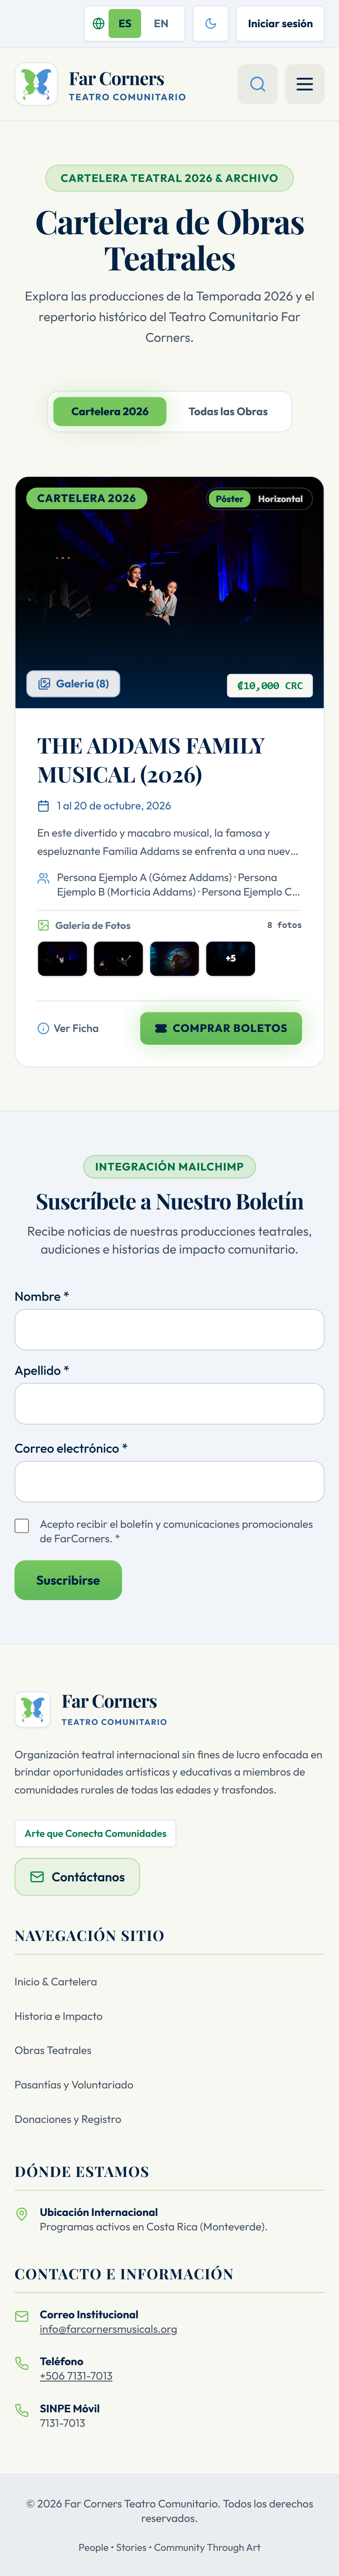 ES EN Iniciar sesión
Far Corners
TEATRO COMUNITARIO
CARTELERA TEATRAL 2026 & ARCHIVO
Cartelera de Obras
Teatrales
Explora las producciones de la Temporada 2026 y el
repertorio histórico del Teatro Comunitario Far
Corners.
Cartelera 2026 Todas las Obras
CARTELERA 2026 Póster Horizontal
Galería (8) ₡10,000 CRC
THE ADDAMS FAMILY
MUSICAL (2026)
1 al 20 de octubre, 2026
En este divertido y macabro musical, la famosa y
espeluznante Familia Addams se enfrenta a una nuev...
Persona Ejemplo A (Gómez Addams) · Persona
Ejemplo B (Morticia Addams) · Persona Ejemplo C...
Galería de Fotos 8 fotos
+5
Ver Ficha COMPRAR BOLETOS
INTEGRACIÓN MAILCHIMP
Suscríbete a Nuestro Boletín
Recibe noticias de nuestras producciones teatrales,
audiciones e historias de impacto comunitario.
Nombre *
Apellido *
Correo electrónico *
Acepto recibir el boletín y comunicaciones promocionales
de FarCorners. *
Suscribirse
Far Corners
TEATRO COMUNITARIO
Organización teatral internacional sin fines de lucro enfocada en
brindar oportunidades artísticas y educativas a miembros de
comunidades rurales de todas las edades y trasfondos.
Arte que Conecta Comunidades
Contáctanos
NAVEGACIÓN SITIO
Inicio & Cartelera
Historia e Impacto
Obras Teatrales
Pasantías y Voluntariado
Donaciones y Registro
DÓNDE ESTAMOS
Ubicación Internacional
Programas activos en Costa Rica (Monteverde).
CONTACTO E INFORMACIÓN
Correo Institucional
info@farcornersmusicals.org
Teléfono
+506 7131-7013
SINPE Móvil
7131-7013
© 2026 Far Corners Teatro Comunitario. Todos los derechos
reservados.
People • Stories • Community Through Art